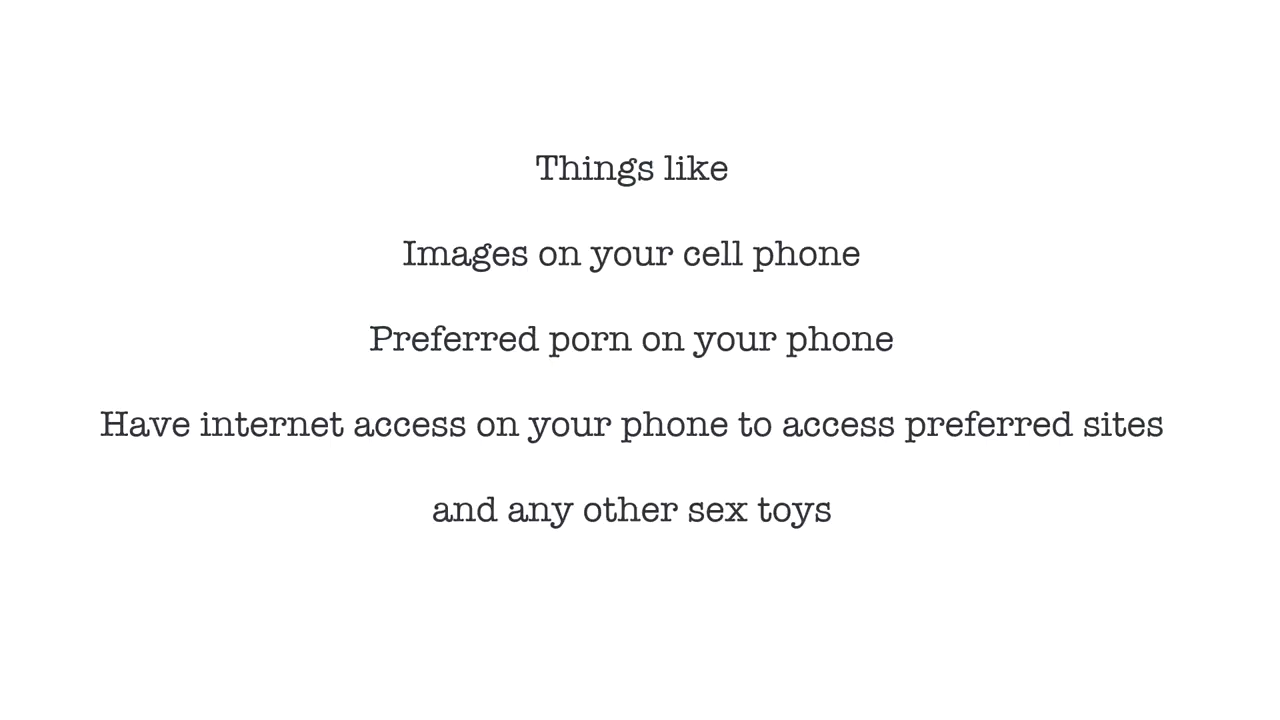 Things like
Images on your cell phone
Preferred porn on your phone
Have internet access on your phone to access preferred sites
and any other sex toys